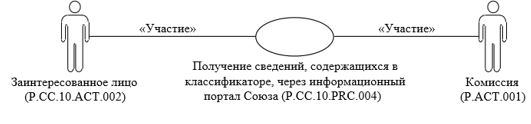 «Участие»
«Участие»
Заинтересованное лицо
(P.CC.10.ACT.002)
Получение сведений, содержащихся в
классификаторе, через информационный
портал Союза (P.CC.10.PRC.004)
Комиссия
(P.ACT.001)